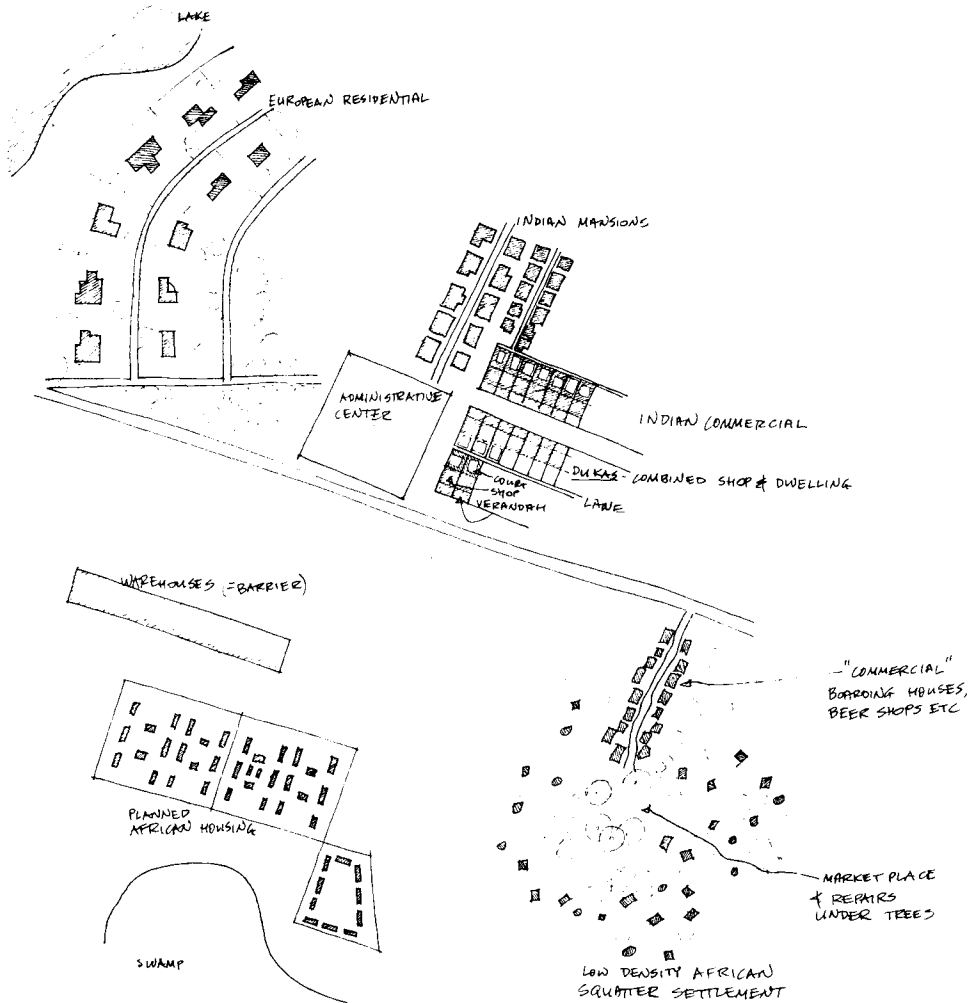 LAKE
EUROPEAN RESIDENTIAL
INDIAN MANSIONS
ADMINISTRATIVE
CENTER
INDIAN COMMERCIAL
DUKAS - COMBINED SHOP & DWELLING
COURT
SHOP
VERANDAH
LANE
WAREHOUSES (=BARRIER)
"COMMERCIAL"
BOARDING HOUSES,
BEER SHOPS ETC
PLANNED
AFRICAN HOUSING
MARKET PLACE
& REPAIRS
UNDER TREES
SWAMP
LOW DENSITY AFRICAN
SQUATTER SETTLEMENT